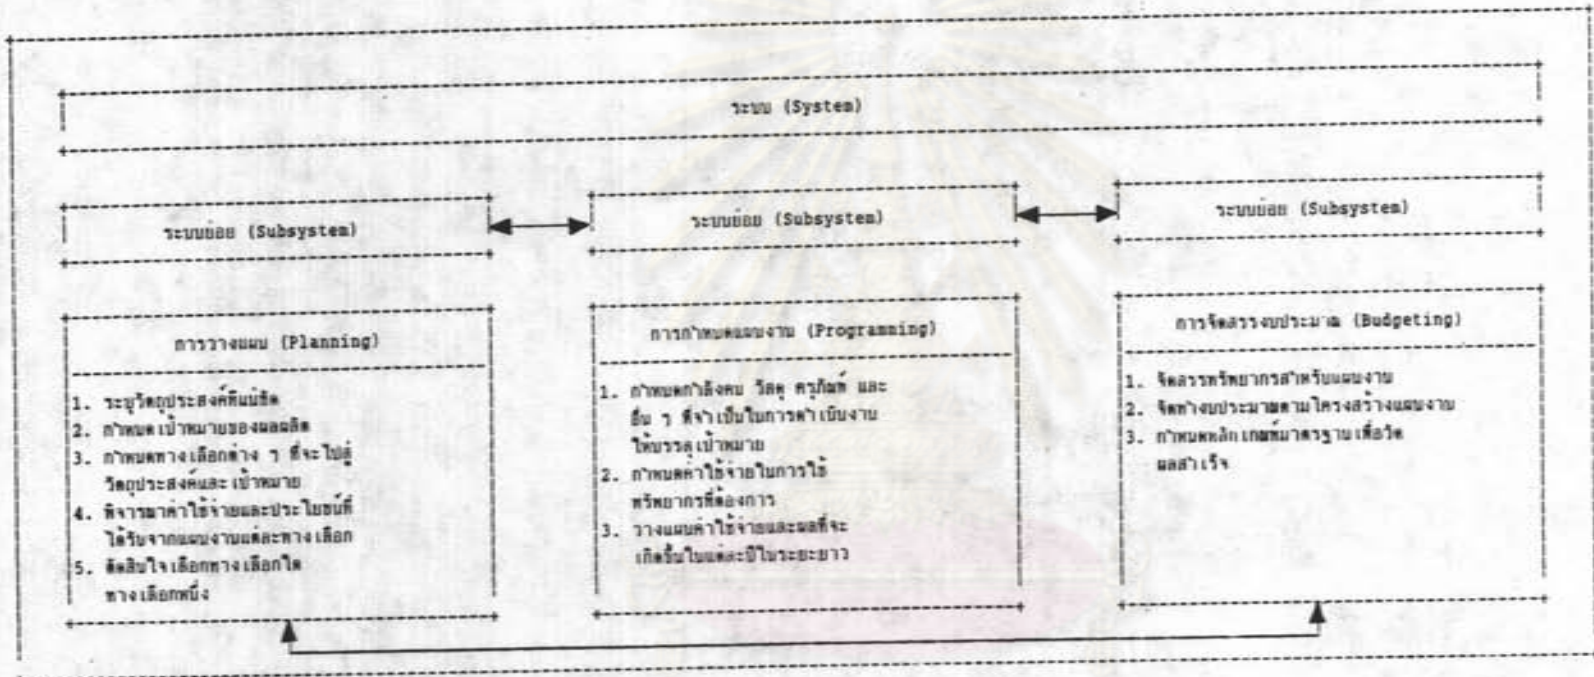 ระบบ (System)
ระบบย่อย (Subsystem)
ระบบย่อย (Subsystem)
ระบบย่อย (Subsystem)
การวางแผน (Planning)
1. ระบุวัตถุประสงค์ที่แน่ชัด
2. กำหนดเป้าหมายของผลผลิต
3. กำหนดทางเลือกต่าง ๆ ที่จะไปสู่
วัตถุประสงค์และเป้าหมาย
4. พิจารณาค่าใช้จ่ายและประโยชน์ที่
ได้รับจากแผนงานแต่ละทางเลือก
5. ตัดสินใจเลือกทางเลือกใด
ทางเลือกหนึ่ง
การกำหนดแผนงาน (Programming)
1. กำหนดกำลังคน วัสดุ ครุภัณฑ์ และ
อื่น ๆ ที่จำเป็นในการดำเนินงาน
ให้บรรลุเป้าหมาย
2. กำหนดค่าใช้จ่ายในการใช้
ทรัพยากรที่ต้องการ
3. วางแผนค่าใช้จ่ายและผลที่จะ
เกิดขึ้นในแต่ละปีในระยะยาว
การจัดสรรงบประมาณ (Budgeting)
1. จัดสรรทรัพยากรสำหรับแผนงาน
2. จัดทำงบประมาณตามโครงสร้างแผนงาน
3. กำหนดหลักเกณฑ์มาตรฐานเพื่อวัด
ผลสำเร็จ